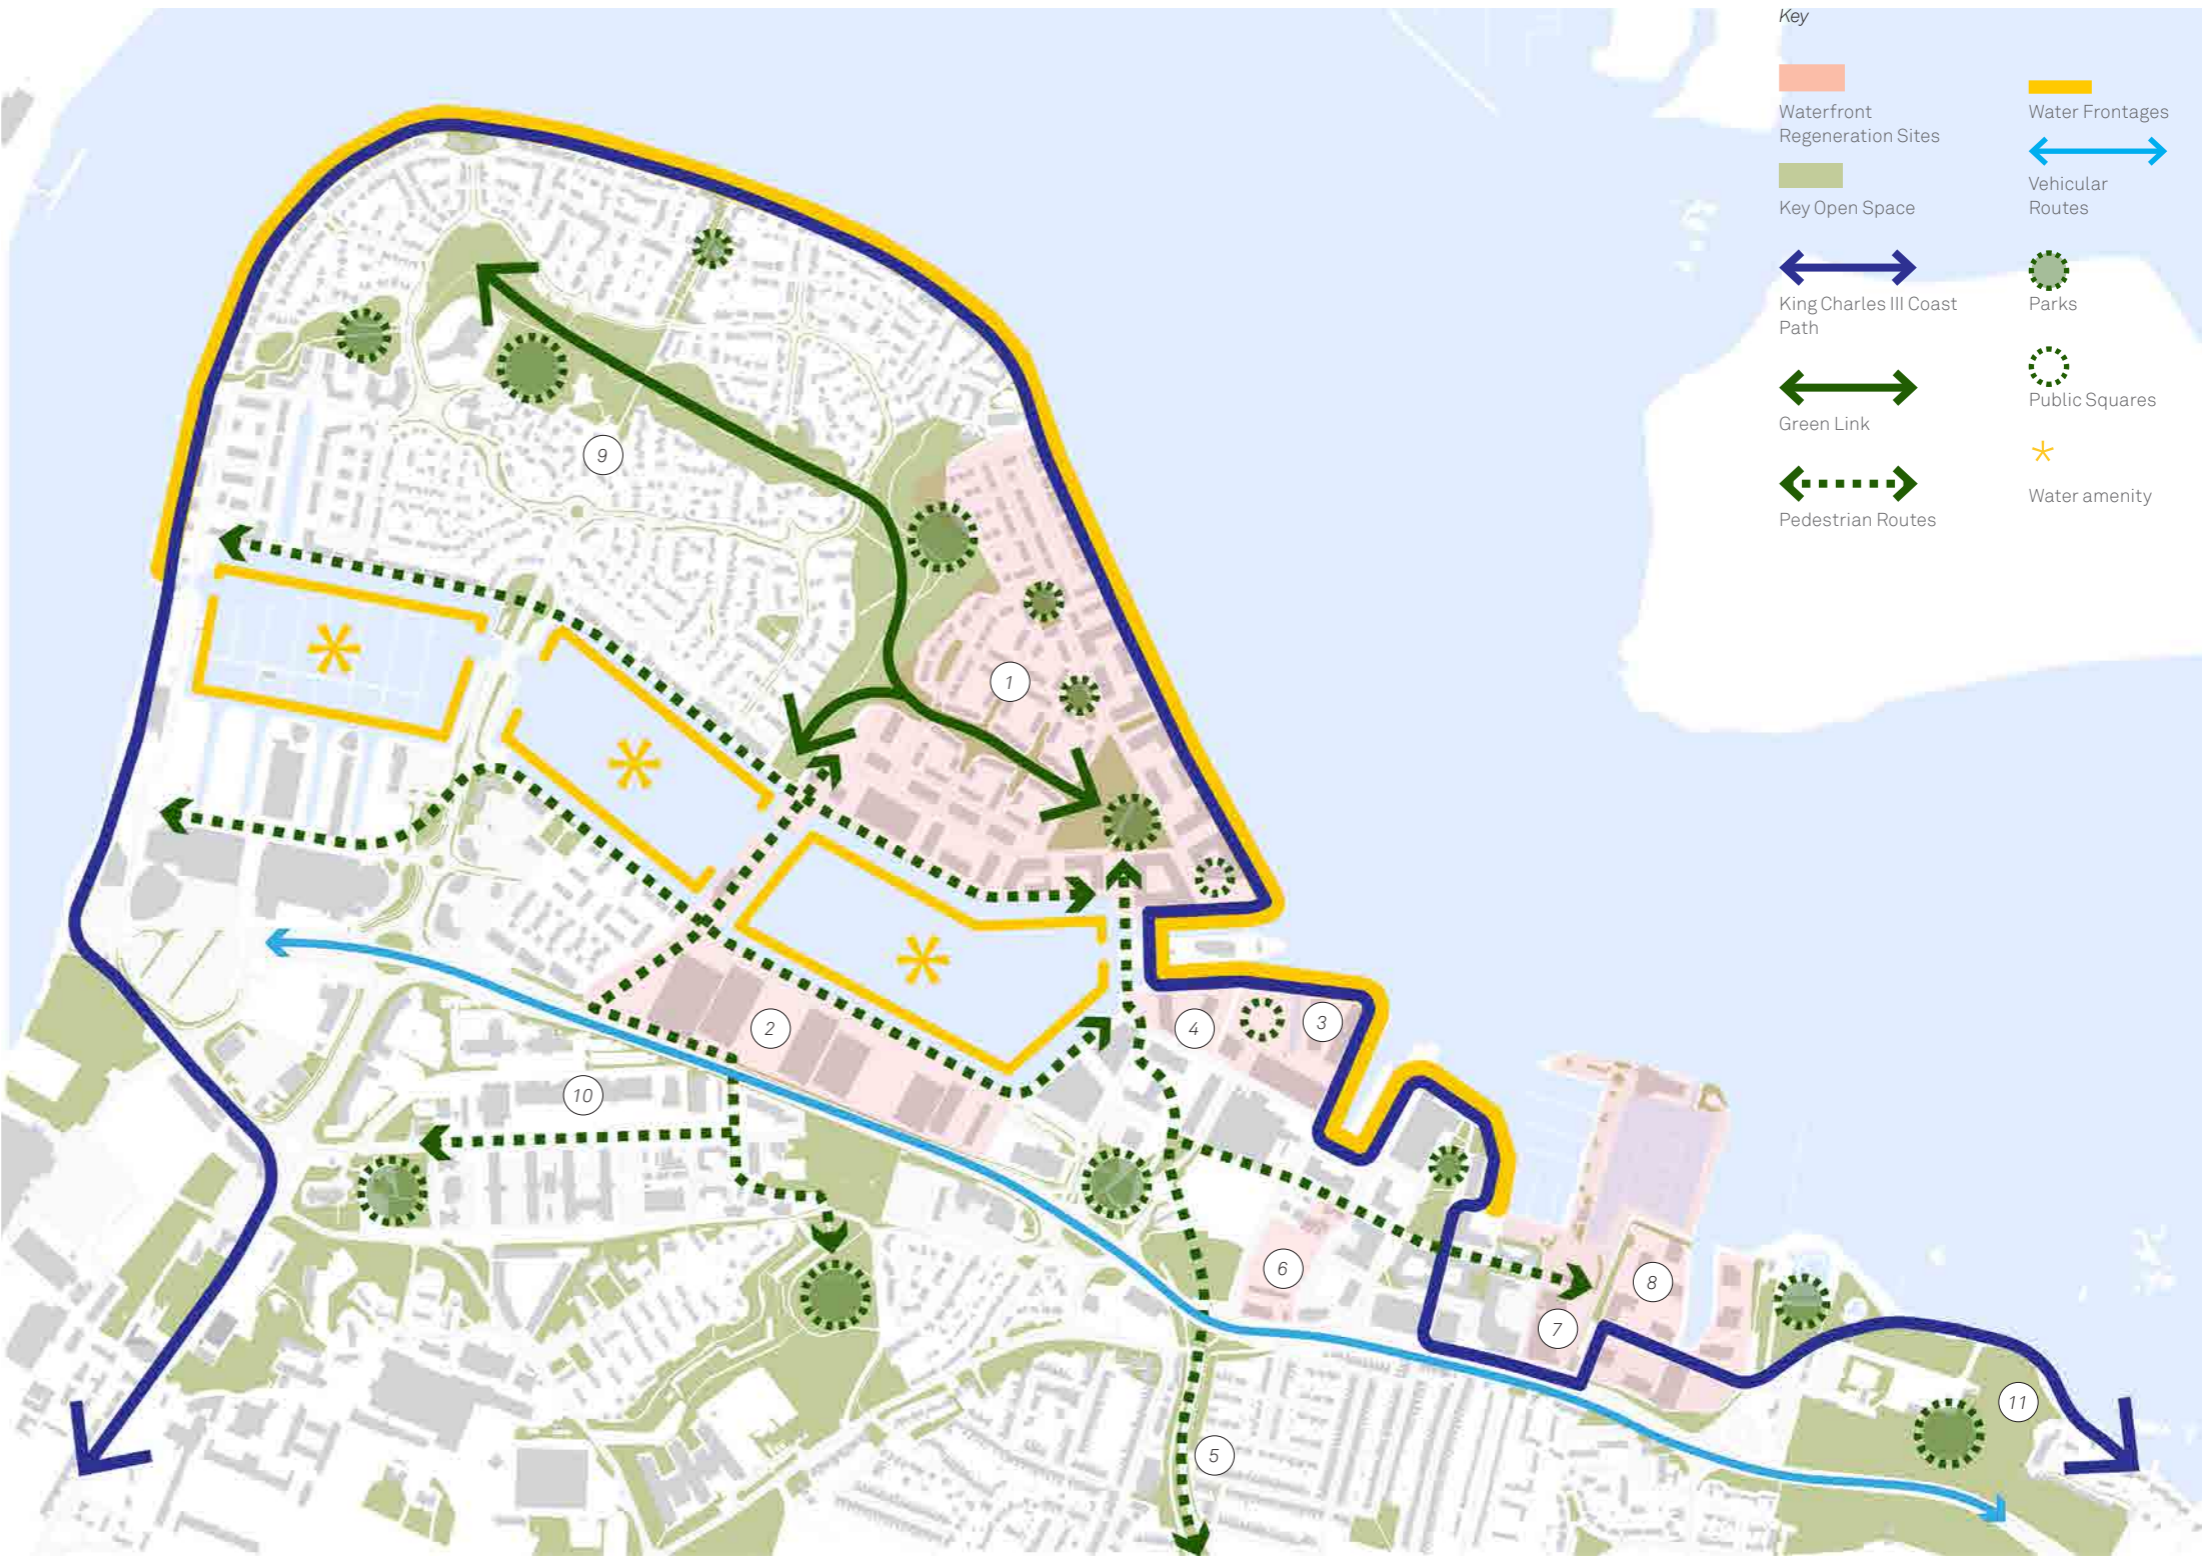 Key
Waterfront
Regeneration Sites
Key Open Space
King Charles III Coast
Path
Green Link
Pedestrian Routes
Water Frontages
Vehicular
Routes
Parks
Public Squares
Water amenity
9
1
2
4
3
10
6
8
7
11
5